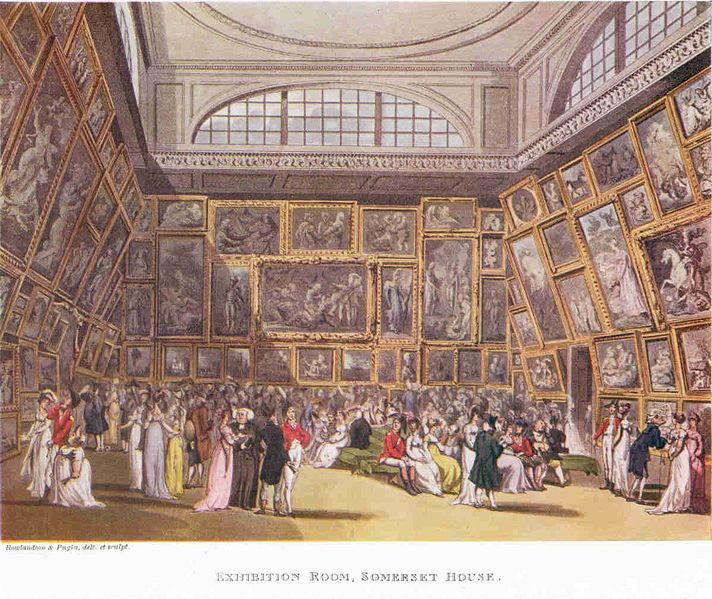 Rowlandson & Pugin, delt. et sculpt.
EXHIBITION ROOM, SOMERSET HOUSE.